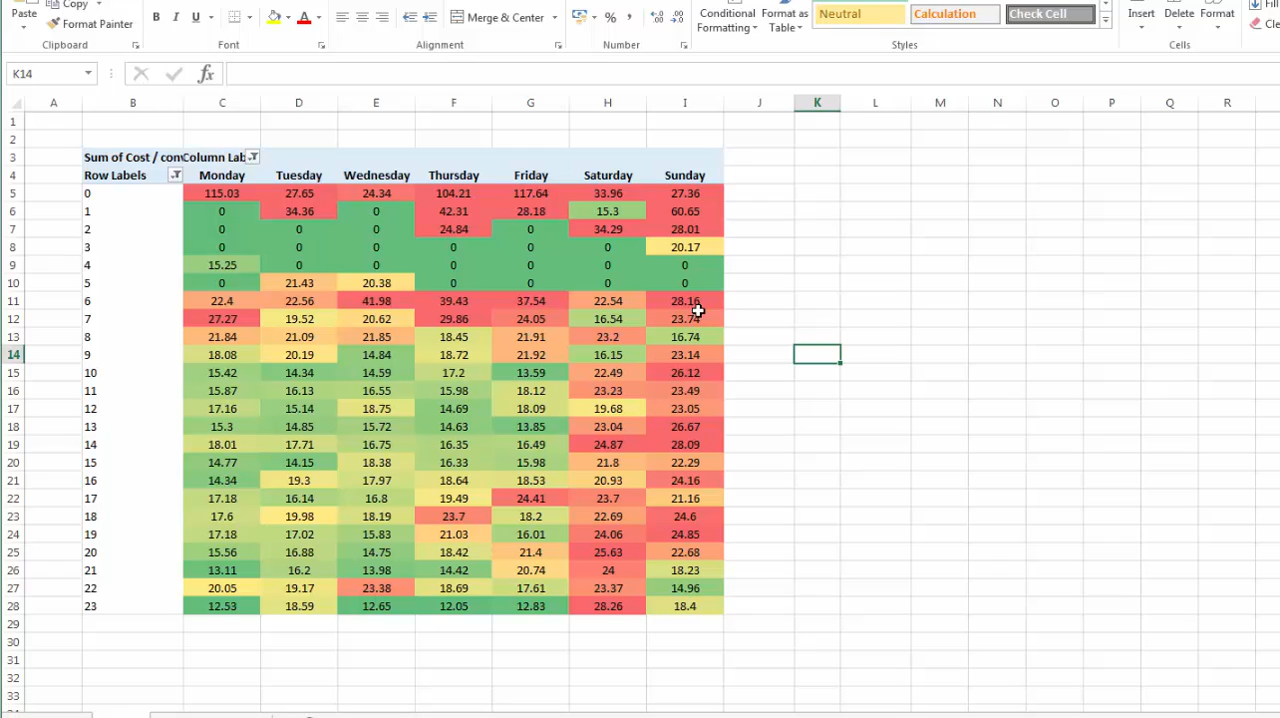 Paste Copy Format Painter B I U A Merge & Center % , Conditional Formatting Format as Table Neutral Calculation Check Cell Insert Delete Format Fill
Clipboard Font Alignment Number Styles Cells
K14 fx
A B C D E F G H I J K L M N O P Q R
1
2
3 Sum of Cost / con Column Lab
4 Row Labels Monday Tuesday Wednesday Thursday Friday Saturday Sunday
5 0 115.03 27.65 24.34 104.21 117.64 33.96 27.36
6 1 0 34.36 0 42.31 28.18 15.3 60.65
7 2 0 0 0 24.84 0 34.29 28.01
8 3 0 0 0 0 0 0 20.17
9 4 15.25 0 0 0 0 0 0
10 5 0 21.43 20.38 0 0 0 0
11 6 22.4 22.56 41.98 39.43 37.54 22.54 28.16
12 7 27.27 19.52 20.62 29.86 24.05 16.54 23.74
13 8 21.84 21.09 21.85 18.45 21.91 23.2 16.74
14 9 18.08 20.19 14.84 18.72 21.92 16.15 23.14
15 10 15.42 14.34 14.59 17.2 13.59 22.49 26.12
16 11 15.87 16.13 16.55 15.98 18.12 23.23 23.49
17 12 17.16 15.14 18.75 14.69 18.09 19.68 23.05
18 13 15.3 14.85 15.72 14.63 13.85 23.04 26.67
19 14 18.01 17.71 16.75 16.35 16.49 24.87 28.09
20 15 14.77 14.15 18.38 16.33 15.98 21.8 22.29
21 16 14.34 19.3 17.97 18.64 18.53 20.93 24.16
22 17 17.18 16.14 16.8 19.49 24.41 23.7 21.16
23 18 17.6 19.98 18.19 23.7 18.2 22.69 24.6
24 19 17.18 17.02 15.83 21.03 16.01 24.06 24.85
25 20 15.56 16.88 14.75 18.42 21.4 25.63 22.68
26 21 13.11 16.2 13.98 14.42 20.74 24 18.23
27 22 20.05 19.17 23.38 18.69 17.61 23.37 14.96
28 23 12.53 18.59 12.65 12.05 12.83 28.26 18.4
29
30
31
32
33